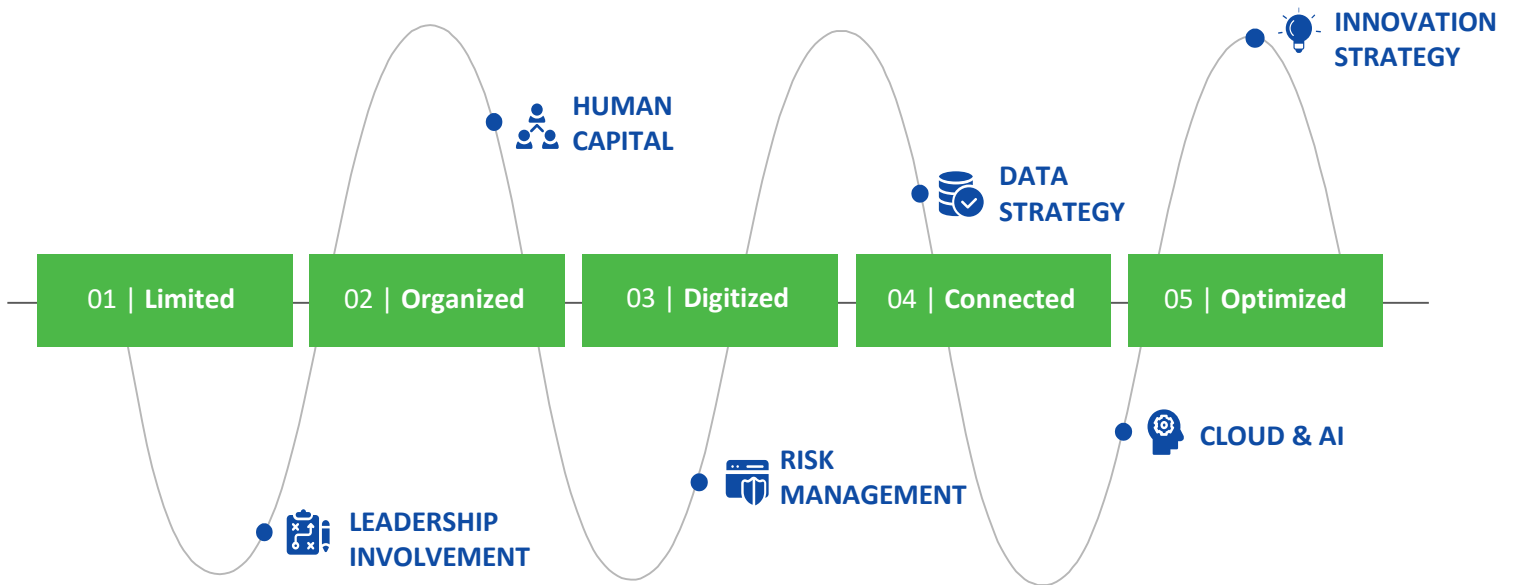 INNOVATION
STRATEGY
HUMAN
CAPITAL
DATA
STRATEGY
01 | Limited
02 | Organized
03 | Digitized
04 | Connected
05 | Optimized
CLOUD & AI
RISK
MANAGEMENT
LEADERSHIP
INVOLVEMENT